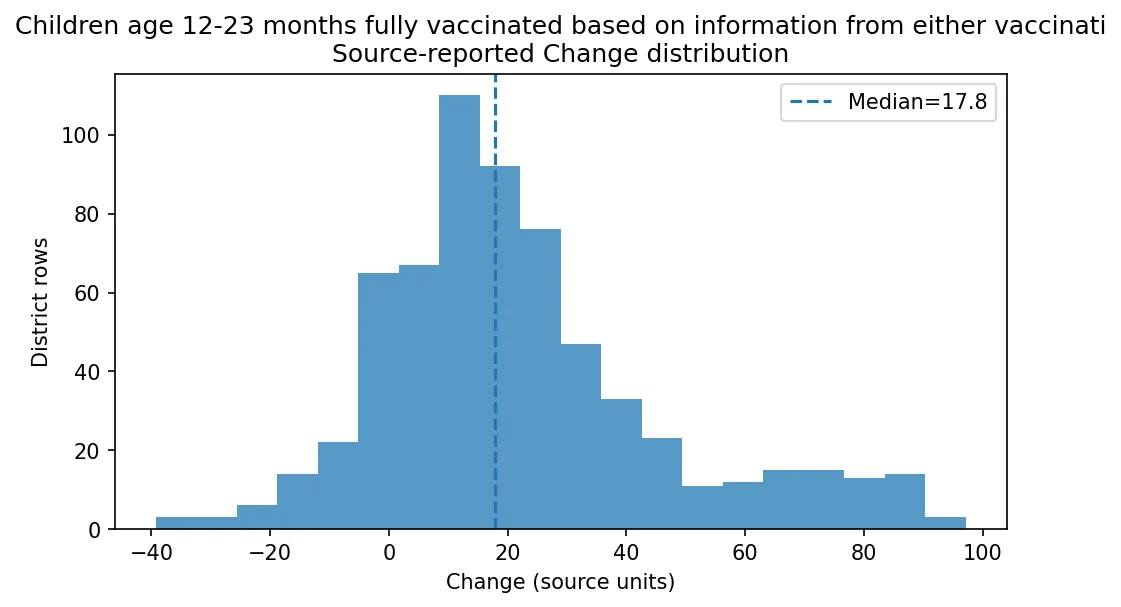 Children age 12-23 months fully vaccinated based on information from either vaccinati
Source-reported Change distribution
Median=17.8
District rows
100
80
60
40
20
0
−40
−20
0
20
40
60
80
100
Change (source units)